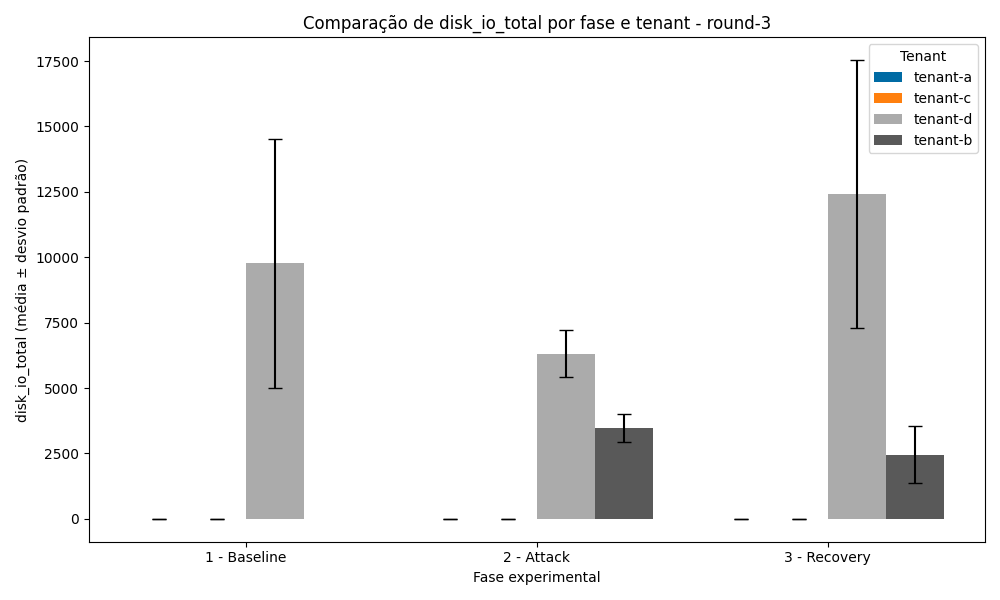 Comparação de disk_io_total por fase e tenant - round-3
disk_io_total (média ± desvio padrão)
17500
15000
12500
10000
7500
5000
2500
0
Tenant
tenant-a
tenant-c
tenant-d
tenant-b
1 - Baseline
2 - Attack
3 - Recovery
Fase experimental